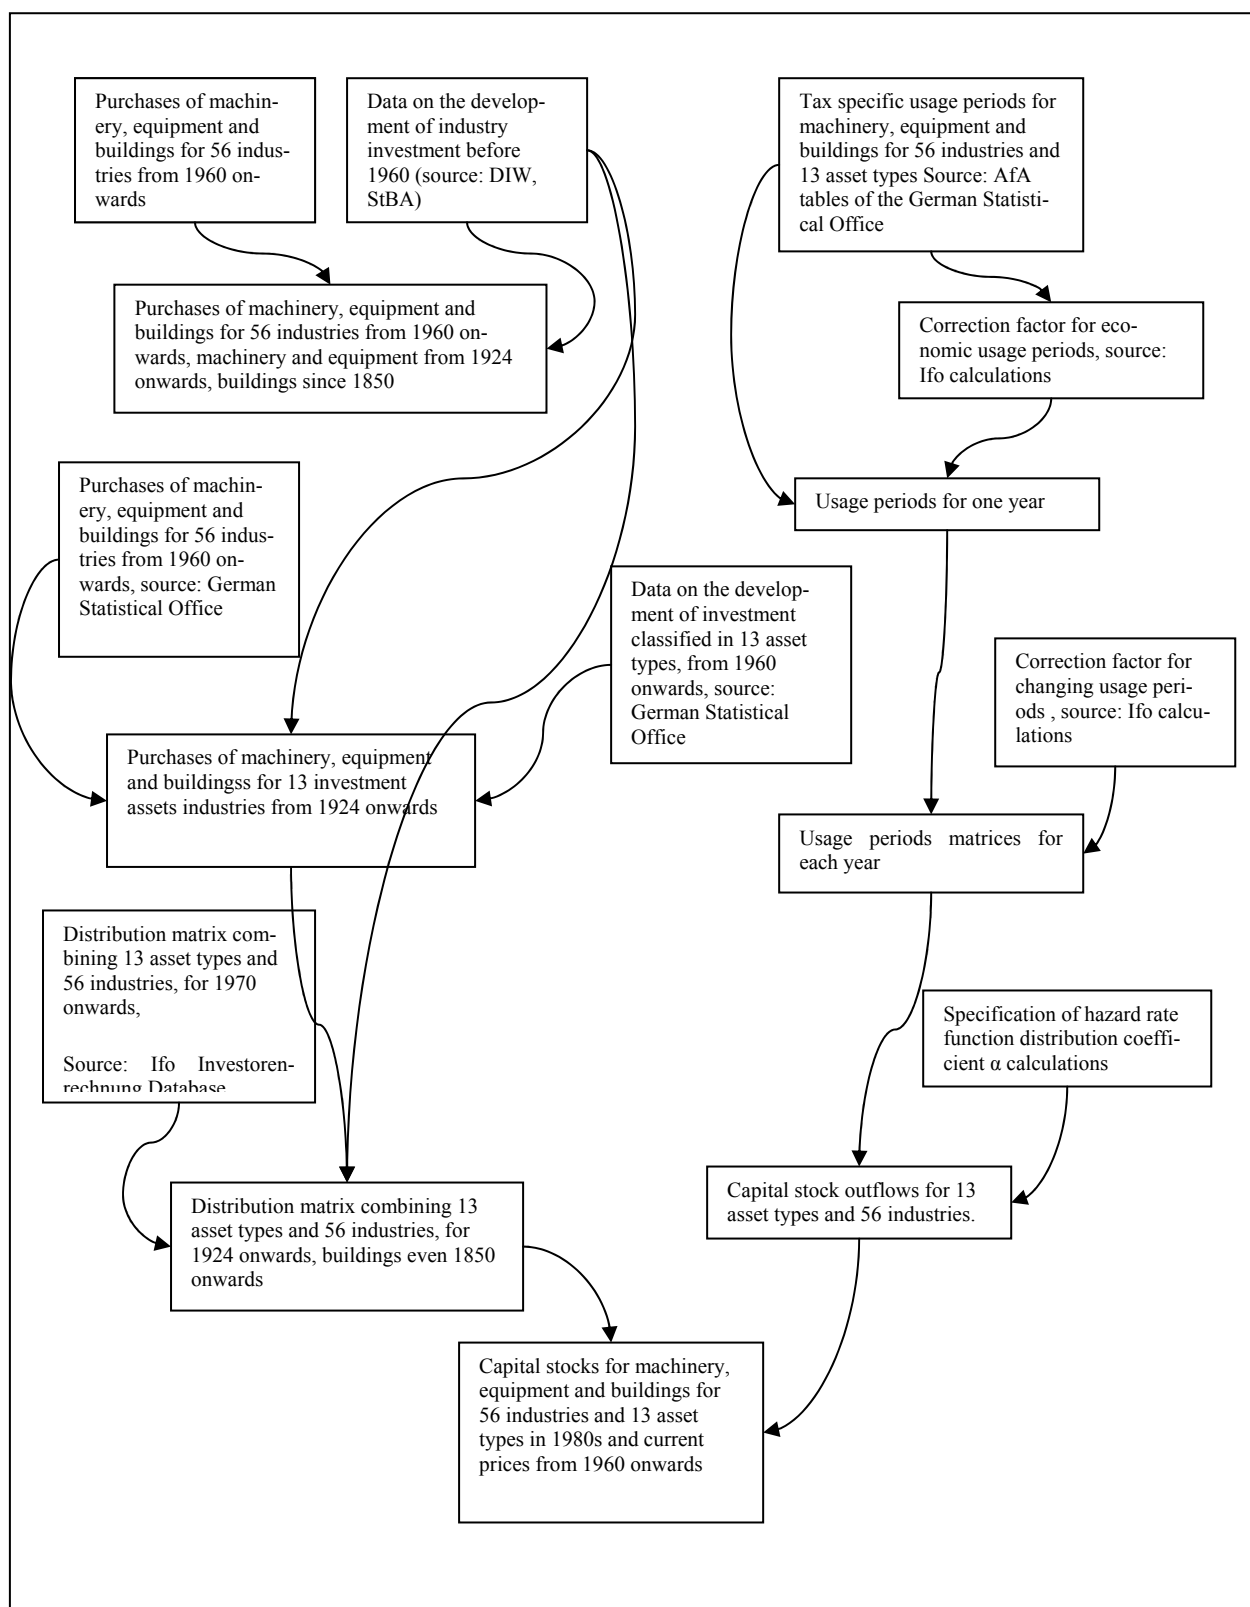 Purchases of machin-
ery, equipment and
buildings for 56 indus-
tries from 1960 on-
wards
Data on the develop-
ment of industry
investment before
1960 (source: DIW,
StBA)
Tax specific usage periods for
machinery, equipment and
buildings for 56 industries and
13 asset types Source: AfA
tables of the German Statisti-
cal Office
Purchases of machinery, equipment and
buildings for 56 industries from 1960 on-
wards, machinery and equipment from 1924
onwards, buildings since 1850
Correction factor for eco-
nomic usage periods, source:
Ifo calculations
Purchases of machin-
ery, equipment and
buildings for 56 indus-
tries from 1960 on-
wards, source: German
Statistical Office
Usage periods for one year
Data on the develop-
ment of investment
classified in 13 asset
types, from 1960
onwards, source:
German Statistical
Office
Correction factor for
changing usage peri-
ods , source: Ifo calcu-
lations
Purchases of machinery, equipment
and buildingss for 13 investment
assets industries from 1924 onwards
Usage periods matrices for
each year
Distribution matrix com-
bining 13 asset types and
56 industries, for 1970
onwards,
Source: Ifo Investoren-
rechnung Database
Specification of hazard rate
function distribution coeffi-
cient α calculations
Distribution matrix combining 13
asset types and 56 industries, for
1924 onwards, buildings even 1850
onwards
Capital stock outflows for 13
asset types and 56 industries.
Capital stocks for machinery,
equipment and buildings for
56 industries and 13 asset
types in 1980s and current
prices from 1960 onwards